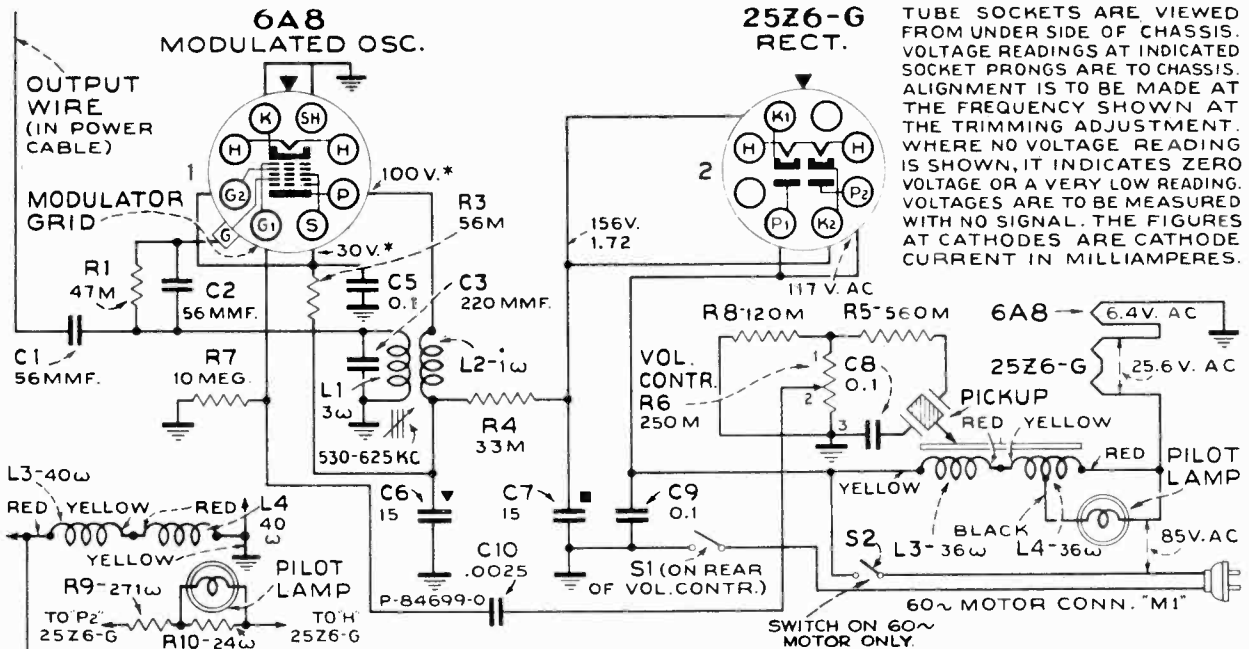 6A8
MODULATED OSC.
25Z6-G
RECT.
TUBE SOCKETS ARE VIEWED
FROM UNDER SIDE OF CHASSIS.
VOLTAGE READINGS AT INDICATED
SOCKET PRONGS ARE TO CHASSIS.
ALIGNMENT IS TO BE MADE AT
THE FREQUENCY SHOWN AT
THE TRIMMING ADJUSTMENT.
WHERE NO VOLTAGE READING
IS SHOWN, IT INDICATES ZERO
VOLTAGE OR A VERY LOW READING.
VOLTAGES ARE TO BE MEASURED
WITH NO SIGNAL. THE FIGURES
AT CATHODES ARE CATHODE
CURRENT IN MILLIAMPERES.
OUTPUT
WIRE
(IN POWER
CABLE)
K
SH
H
H
1
G2
P
G
G1
S
MODULATOR
GRID
100V.*
30V.*
R3
56M
K1
H
H
2
P2
P1
K2
156V.
1.72
117 V. AC
R1
47M
C2
56MMF.
C5
0.1
C3
220 MMF.
C1
56MMF.
R7
10 MEG.
L1
3ω
L2-1ω
530-625KC
R4
33M
R8-120M
R5-560M
VOL.
CONTR.
R6
250M
1
2
3
C8
0.1
PICKUP
6A8
6.4V. AC
25Z6-G
25.6V. AC
RED
YELLOW
RED
YELLOW
PILOT
LAMP
BLACK
L3-36ω
L4-36ω
85V.AC
L3-40ω
RED
YELLOW
RED
L4
40
ω
YELLOW
C6
15
C7
15
C9
0.1
C10
.0025
S1 (ON REAR
OF VOL.CONTR.)
S2
P-84699-0
60~ MOTOR CONN. "M1"
SWITCH ON 60~
MOTOR ONLY.
R9-271ω
PILOT
LAMP
TO "P2"
25Z6-G
R10-24ω
TO "H"
25Z6-G